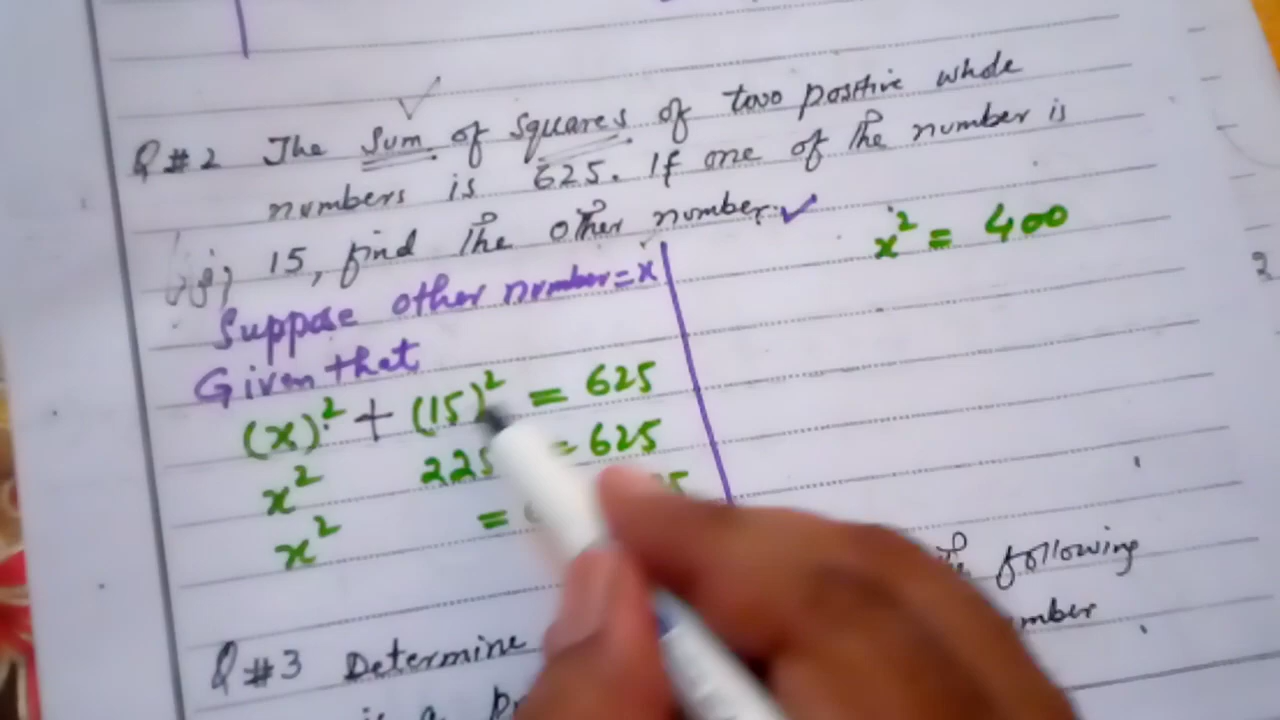 Q#2 The Sum of Squares of two positive whole
numbers is 625. If one of the number is
15, find the other number.
Suppose other number = x
Given that
(x)² + (15)² = 625
x² 225 = 625
x² =
x² = 400
following
Q#3 Determine
is a